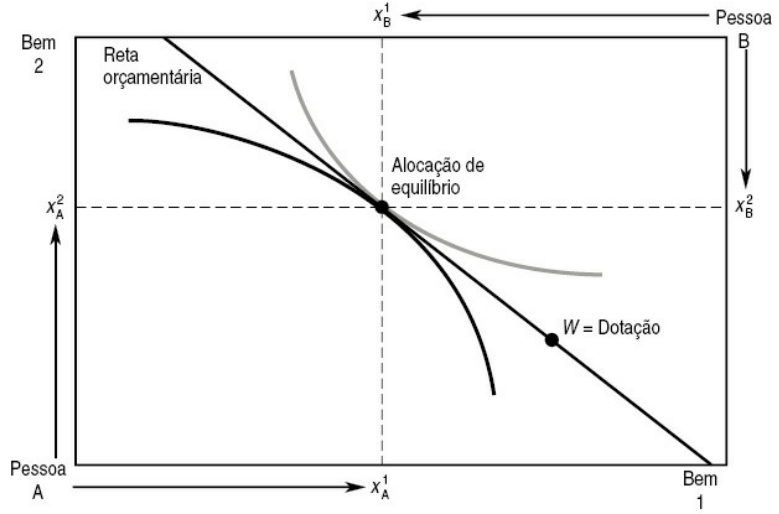 x_B^1
Pessoa
B
Bem
2
Reta
orçamentária
Alocação de
equilíbrio
x_A^2
x_B^2
W = Dotação
Pessoa
A
x_A^1
Bem
1